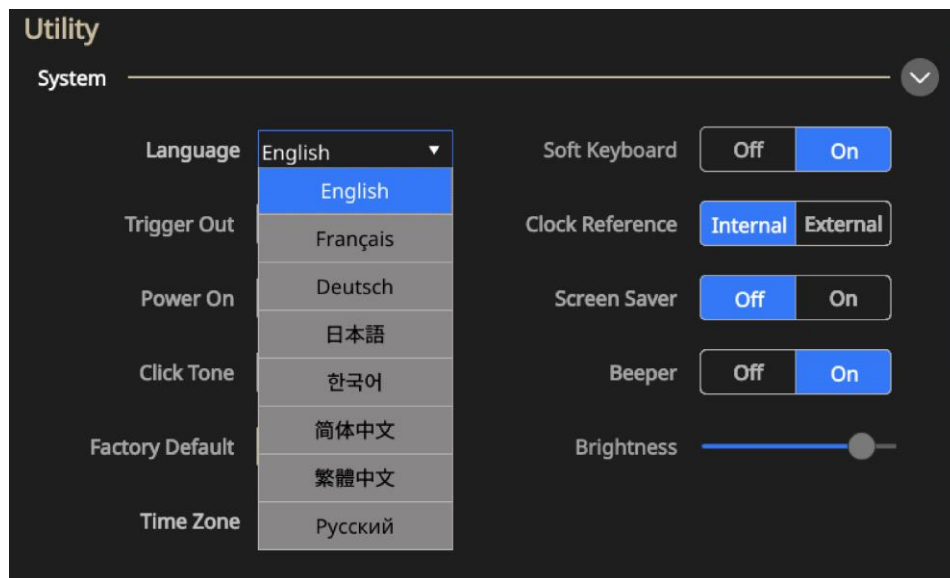 Utility
System
Language English ▼
English
Français
Deutsch
日本語
한국어
简体中文
繁體中文
Русский
Trigger Out
Power On
Click Tone
Factory Default
Time Zone
Soft Keyboard Off On
Clock Reference Internal External
Screen Saver Off On
Beeper Off On
Brightness